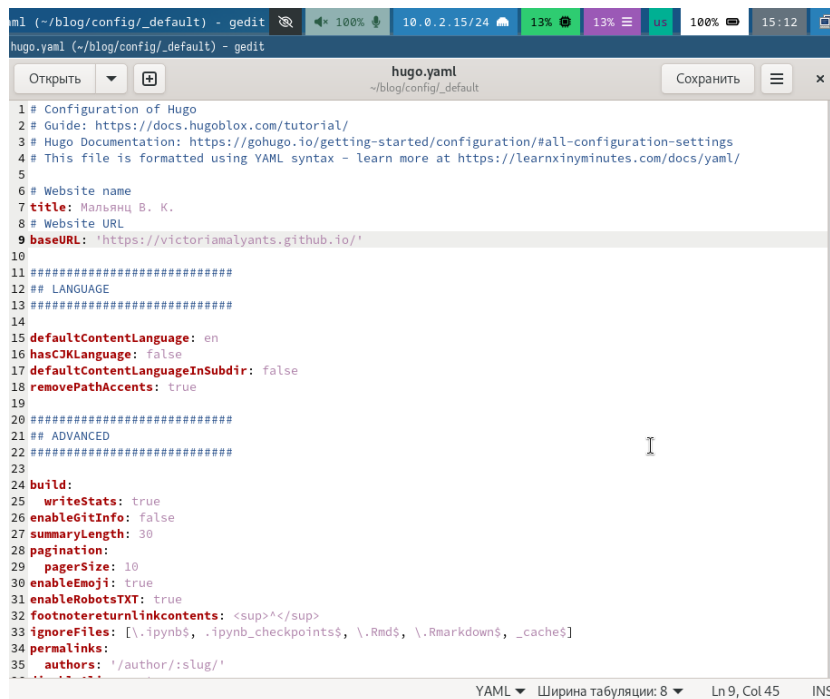 ml (~/blog/config/_default) - gedit 100% 10.0.2.15/24 13% 13% us 100% 15:12
hugo.yaml (~/blog/config/_default) - gedit
Открыть hugo.yaml Сохранить
~/blog/config/_default
1 # Configuration of Hugo
2 # Guide: https://docs.hugoblox.com/tutorial/
3 # Hugo Documentation: https://gohugo.io/getting-started/configuration/#all-configuration-settings
4 # This file is formatted using YAML syntax - learn more at https://learnxinyminutes.com/docs/yaml/
5
6 # Website name
7 title: Мальянц В. К.
8 # Website URL
9 baseURL: 'https://victoriamalyants.github.io/'
10
11 ############################
12 ## LANGUAGE
13 ############################
14
15 defaultContentLanguage: en
16 hasCJKLanguage: false
17 defaultContentLanguageInSubdir: false
18 removePathAccents: true
19
20 ############################
21 ## ADVANCED
22 ############################
23
24 build:
25   writeStats: true
26 enableGitInfo: false
27 summaryLength: 30
28 pagination:
29   pagerSize: 10
30 enableEmoji: true
31 enableRobotsTXT: true
32 footnotereturnlinkcontents: <sup>^</sup>
33 ignoreFiles: [\.ipynb$, .ipynb_checkpoints$, \.Rmd$, \.Rmarkdown$, _cache$]
34 permalinks:
35   authors: '/author/:slug/'
YAML Ширина табуляции: 8 Ln 9, Col 45 INS